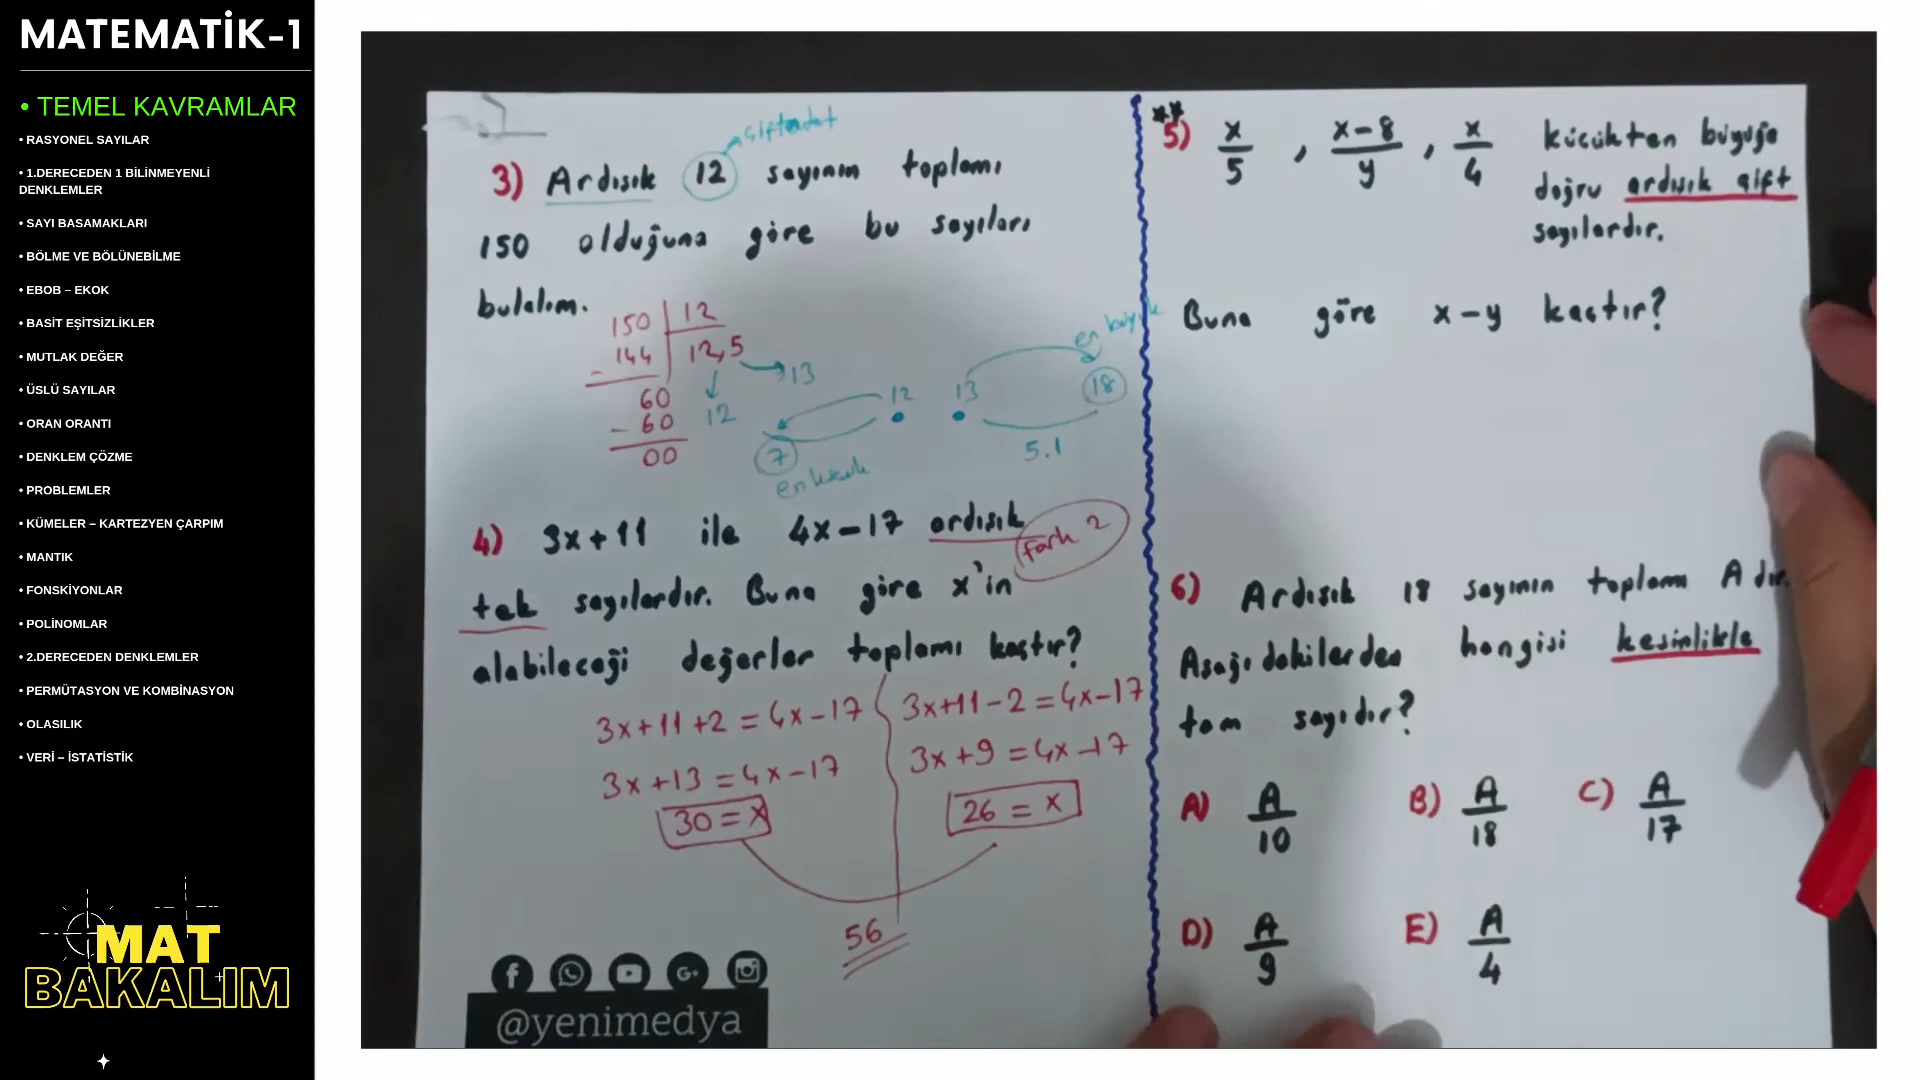 MATEMATİK-1
• TEMEL KAVRAMLAR
• RASYONEL SAYILAR
• 1.DERECEDEN 1 BİLİNMEYENLİ
DENKLEMLER
• SAYI BASAMAKLARI
• BÖLME VE BÖLÜNEBİLME
• EBOB – EKOK
• BASİT EŞİTSİZLİKLER
• MUTLAK DEĞER
• ÜSLÜ SAYILAR
• ORAN ORANTI
• DENKLEM ÇÖZME
• PROBLEMLER
• KÜMELER – KARTEZYEN ÇARPIM
• MANTIK
• FONSKİYONLAR
• POLİNOMLAR
• 2.DERECEDEN DENKLEMLER
• PERMÜTASYON VE KOMBİNASYON
• OLASILIK
• VERİ – İSTATİSTİK
MAT
BAKALIM
çift adet
3) Ardışık 12 sayının toplamı
150 olduğuna göre bu sayıları
bulalım.
150 | 12
- 144 | 12,5
60
- 60
00
12
13
12 13
7
en küçük
en büyük
18
5.1
4) 3x+11 ile 4x-17 ardışık
fark 2
tek sayılardır. Buna göre x'in
alabileceği değerler toplamı kaçtır?
3x+11+2=4x-17
3x+13=4x-17
30=x
3x+11-2=4x-17
3x+9=4x-17
26=x
56
@yenimedya
**
5) x/5 , x-8/y , x/4 küçükten büyüğe
doğru ardışık çift
sayılardır.
Buna göre x-y kaçtır?
6) Ardışık 18 sayının toplamı A dır.
Aşağıdakilerden hangisi kesinlikle
tam sayıdır?
A) A/10 B) A/18 C) A/17
D) A/9 E) A/4